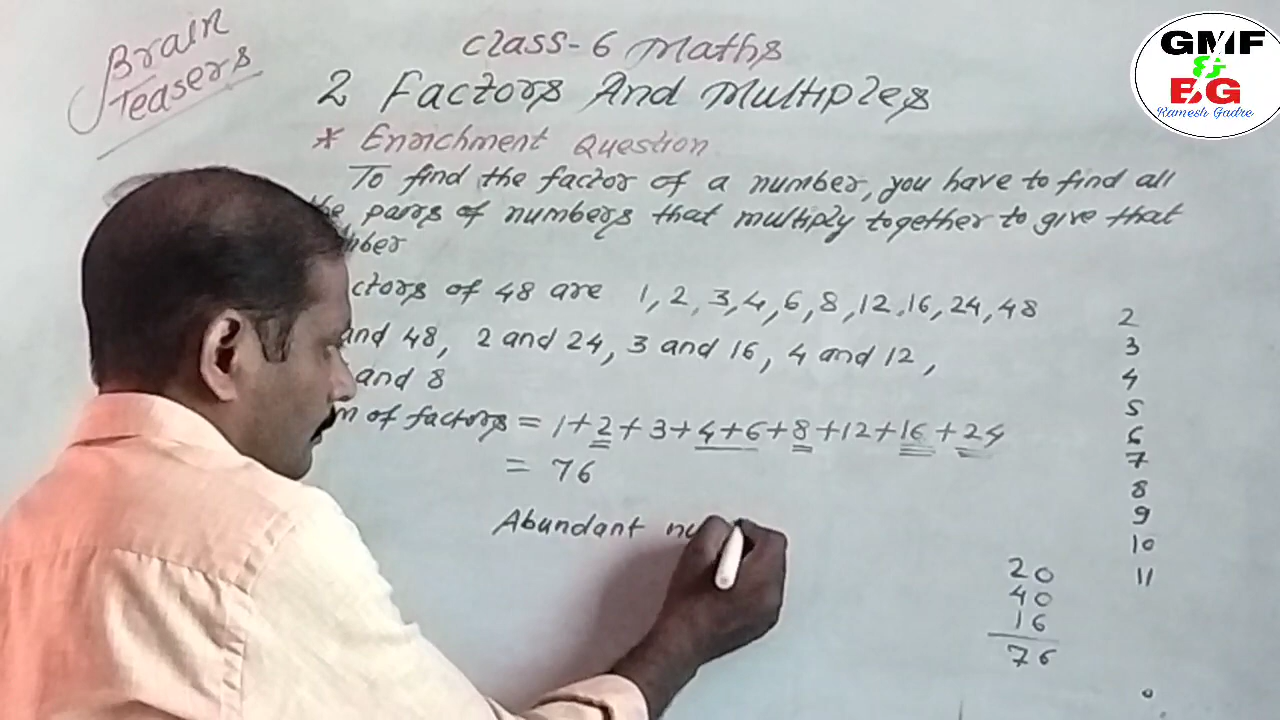 Brain
Teasers
Class-6 Maths
2 Factors And Multiples
* Enrichment Question
To find the factor of a number, you have to find all
the pairs of numbers that multiply together to give that
ber
ctors of 48 are 1, 2, 3, 4, 6, 8, 12, 16, 24, 48
and 48, 2 and 24, 3 and 16, 4 and 12,
and 8
m of factors = 1+2+3+4+6+8+12+16+24
= 76
Abundant nu
2
3
4
5
6
7
8
9
10
11
20
40
16
76
GMF
&
EG
Ramesh Gadre